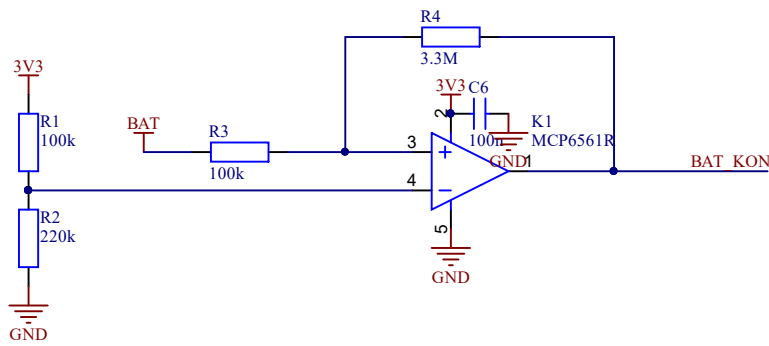 R4
3.3M
3V3
R1
100k
BAT
R3
100k
3V3
C6
100n
GND
K1
MCP6561R
2
3
4
1
5
BAT_KON
R2
220k
GND
GND